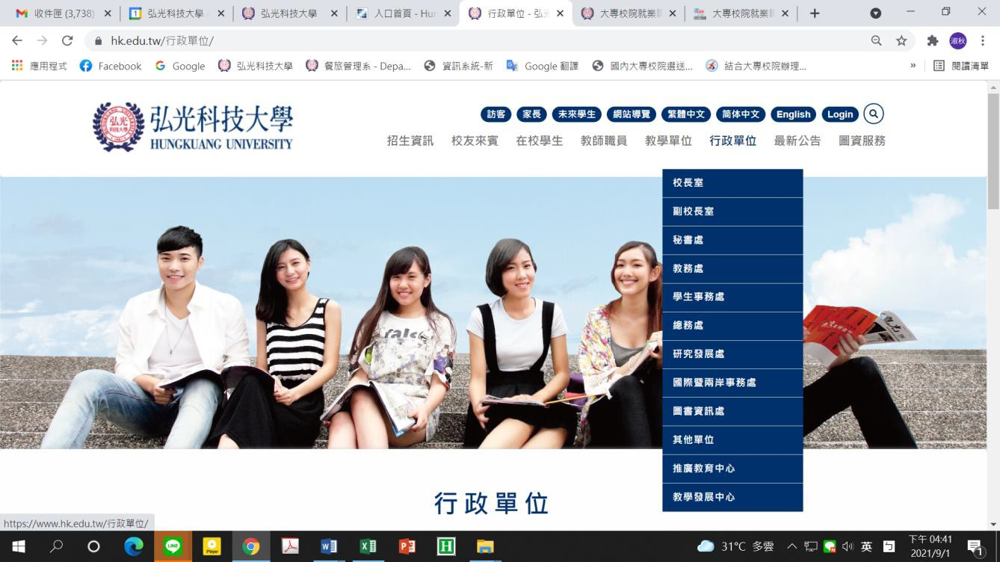 收件匣 (3,738)
弘光科技大學 -
弘光科技大學
入口首頁 - Hun
行政單位 - 弘光
大專校院就業職
大專校院就業職
hk.edu.tw/行政單位/
淑秋
應用程式
Facebook
Google
弘光科技大學
餐旅管理系 - Depa...
資訊系統-新
Google 翻譯
國內大專校院選送...
結合大專校院辦理...
»
閱讀清單
弘光科技大學
HUNGKUANG UNIVERSITY
訪客
家長
未來學生
網站導覽
繁體中文
简体中文
English
Login
招生資訊
校友來賓
在校學生
教師職員
教學單位
行政單位
最新公告
圖資服務
校長室
副校長室
秘書處
教務處
學生事務處
總務處
研究發展處
國際暨兩岸事務處
圖書資訊處
其他單位
推廣教育中心
教學發展中心
行政單位
https://www.hk.edu.tw/行政單位/
31°C 多雲
英
下午 04:41
2021/9/1